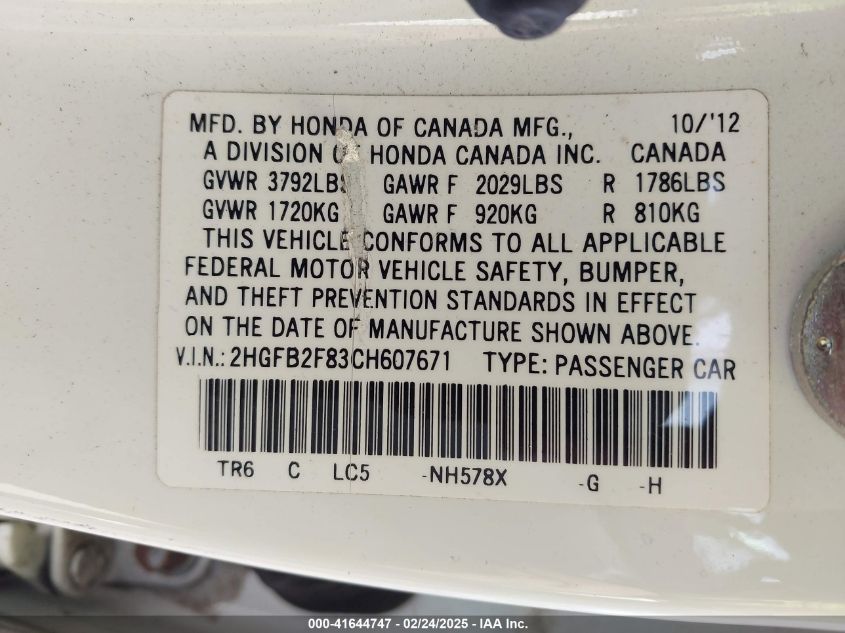 MFD. BY HONDA OF CANADA MFG., 10/'12
A DIVISION OF HONDA CANADA INC. CANADA
GVWR 3792LBS GAWR F 2029LBS R 1786LBS
GVWR 1720KG GAWR F 920KG R 810KG
THIS VEHICLE CONFORMS TO ALL APPLICABLE
FEDERAL MOTOR VEHICLE SAFETY, BUMPER,
AND THEFT PREVENTION STANDARDS IN EFFECT
ON THE DATE OF MANUFACTURE SHOWN ABOVE.
V.I.N.: 2HGFB2F83CH607671 TYPE: PASSENGER CAR
TR6 C LC5 -NH578X -G -H
000-41644747 - 02/24/2025 - IAA Inc.